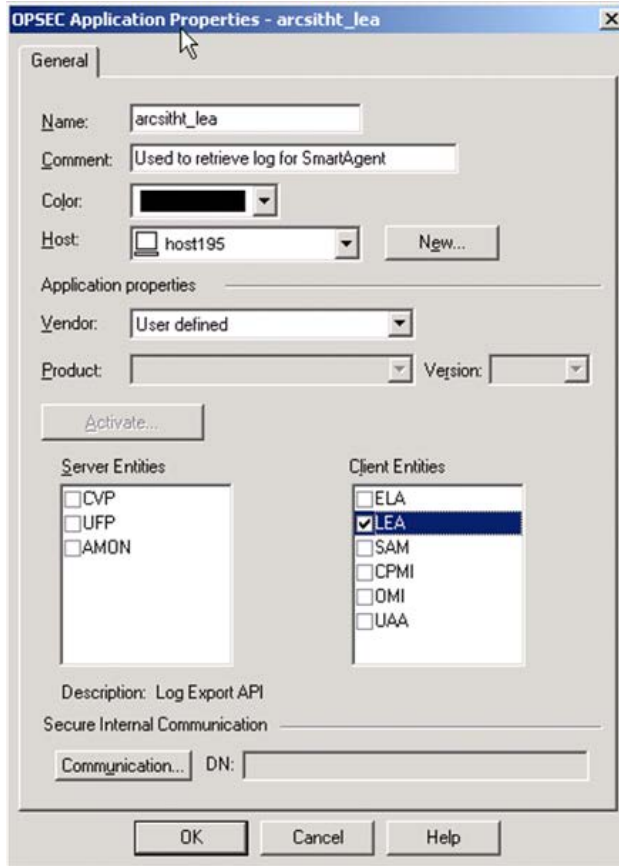 OPSEC Application Properties - arcsitht_lea
General
Name: arcsitht_lea
Comment: Used to retrieve log for SmartAgent
Color:
Host: host195 New...
Application properties
Vendor: User defined
Product: Version:
Activate...
Server Entities
CVP
UFP
AMON
Client Entities
ELA
LEA
SAM
CPMI
OMI
UAA
Description: Log Export API
Secure Internal Communication
Communication... DN:
OK Cancel Help